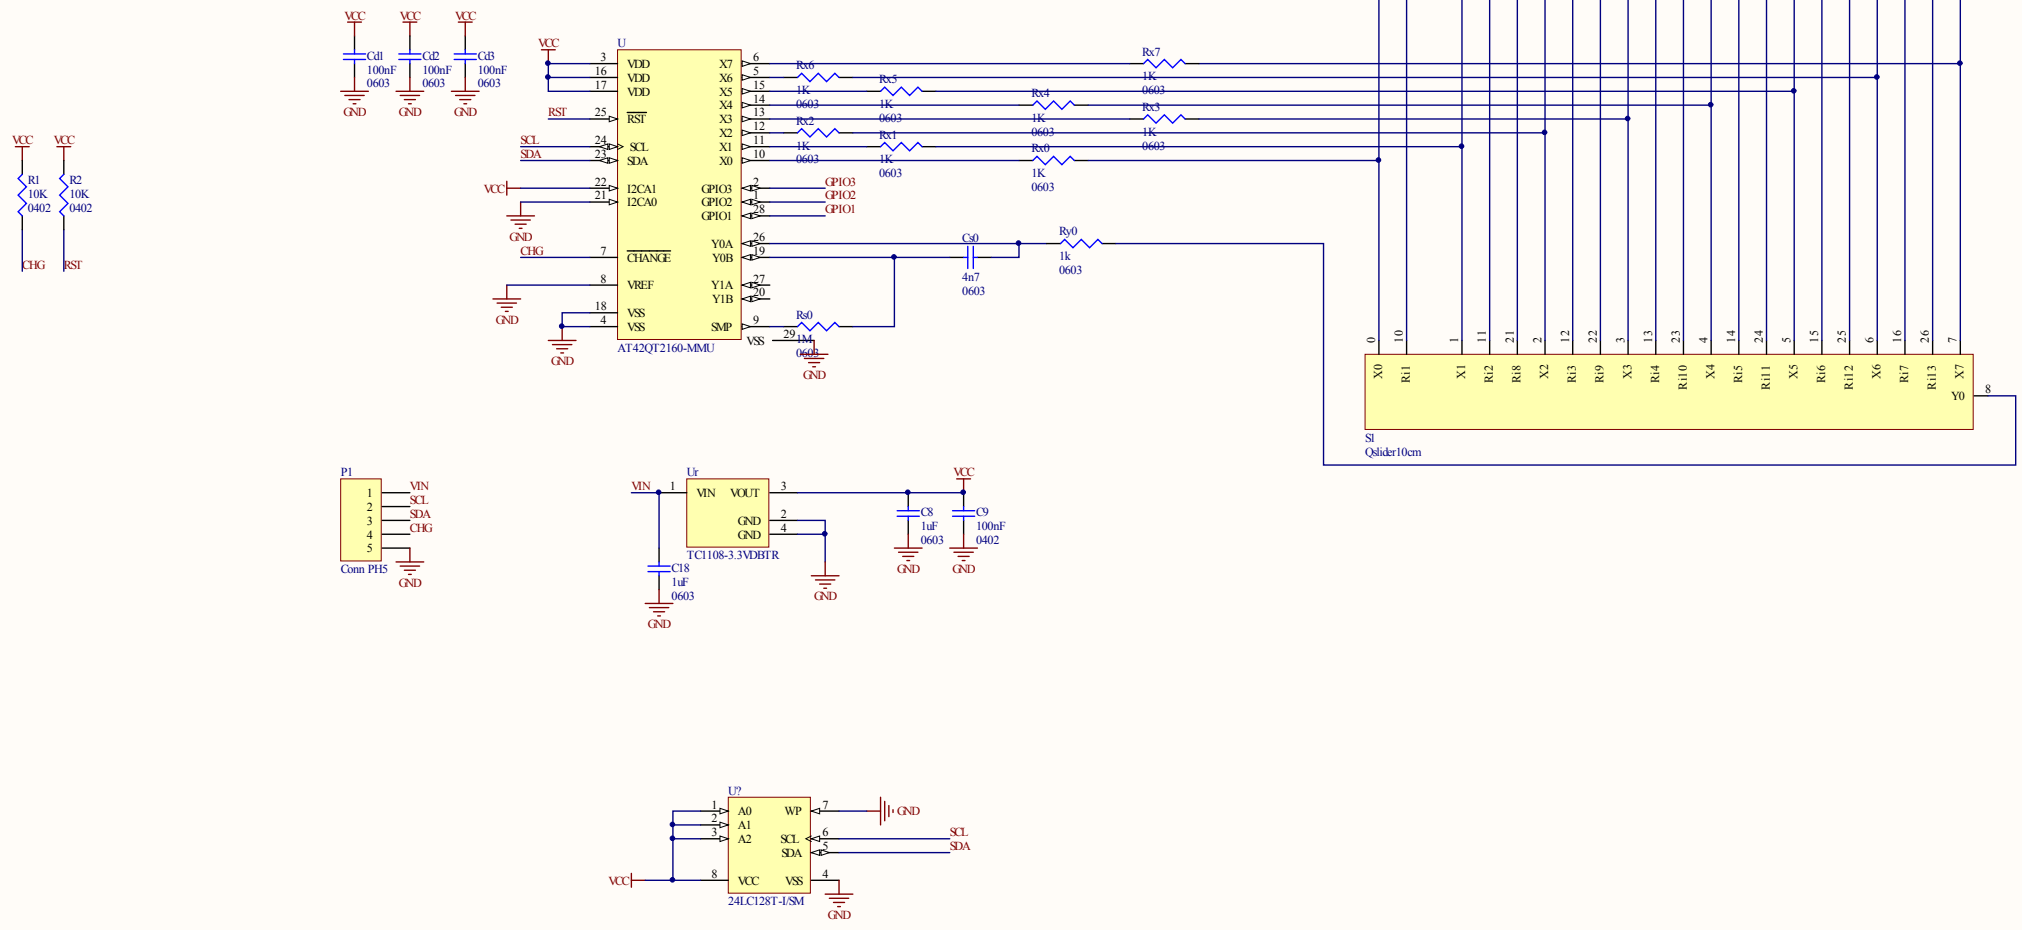 VCC VCC VCC
Cd1 Cd2 Cd3
100nF 100nF 100nF
0603 0603 0603
GND GND GND
VCC VCC
R1 R2
10K 10K
0402 0402
CHG RST
VCC
U
3 VDD X7 6
16 VDD X6 5
17 VDD X5 15
X4 14
RST 25 RST X3 13
X2 12
SCL 24 SCL X1 11
SDA 23 SDA X0 10
VCC 22 I2CA1 GPIO3 2 GPIO3
21 I2CA0 GPIO2 1 GPIO2
GND
GPIO1 28 GPIO1
Y0A 26
CHG 7 CHANGE Y0B 19
8 VREF Y1A 27
GND
Y1B 20
18 VSS
4 VSS SMP 9
GND
VSS 29
GND
AT42QT2160-MMU
Rx7
1K
0603
Rx6
1K
0603
Rx5
1K
0603
Rx4
1K
0603
Rx3
1K
0603
Rx2
1K
0603
Rx1
1K
0603
Rx0
1K
0603
Cs0
4n7
0603
Ry0
1k
0603
Rs0
1M
0603
0 10 1 11 21 2 12 22 3 13 23 4 14 24 5 15 25 6 16 26 7
X0 Ri1 X1 Ri2 Ri8 X2 Ri3 Ri9 X3 Ri4 Ri10 X4 Ri5 Ri11 X5 Ri6 Ri12 X6 Ri7 Ri13 X7
Y0 8
S1
Qslider10cm
P1
1 VIN
2 SCL
3 SDA
4 CHG
5
GND
Conn PH5
Ur
VIN 1 VIN VOUT 3 VCC
GND 2
GND 4
TC1108-3.3VDBTR
GND
C18
1uF
0603
GND
C8
1uF
0603
GND
C9
100nF
0402
GND
U?
1 A0 WP 7 GND
2 A1
3 A2 SCL 6 SCL
SDA 5 SDA
VCC 8 VCC VSS 4
GND
24LC128T-I/SM